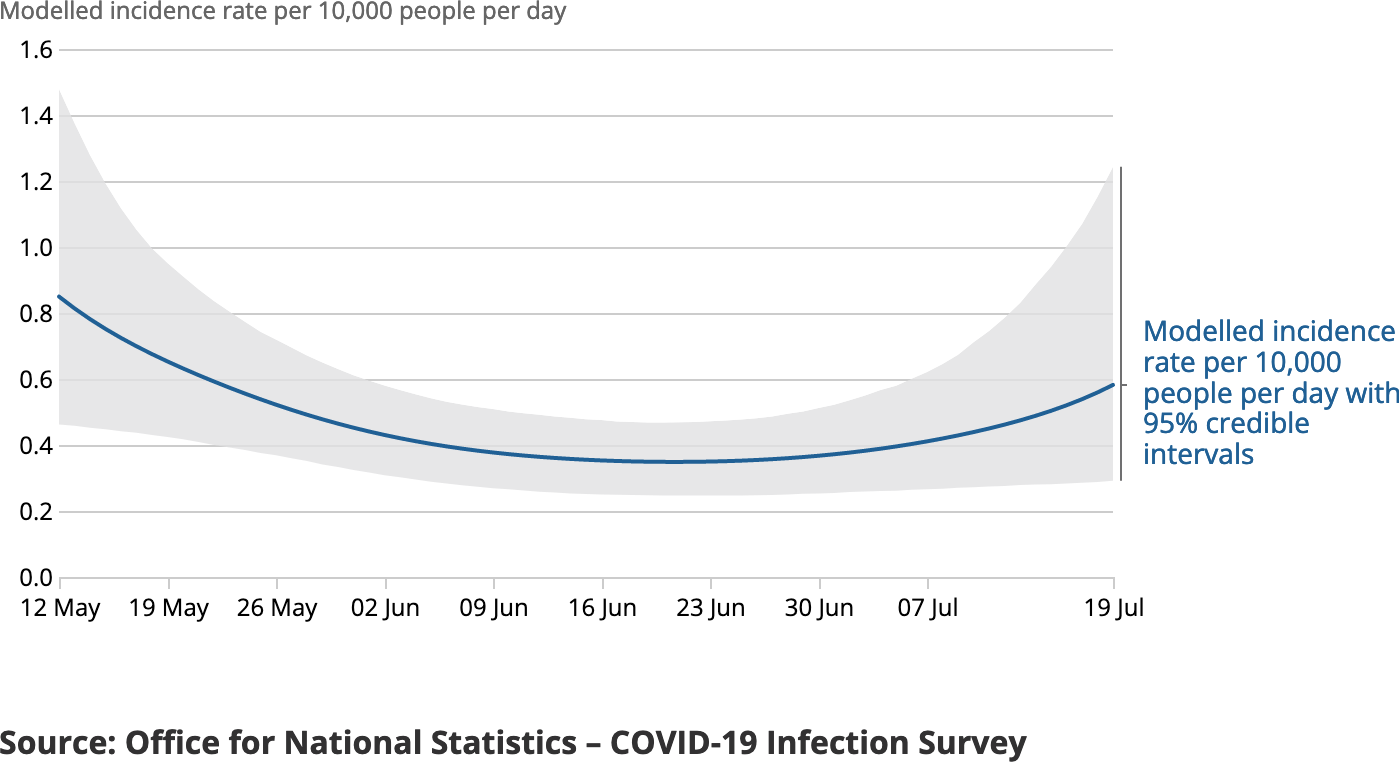 Modelled incidence rate per 10,000 people per day
1.6
1.4
1.2
1.0
0.8
0.6
0.4
0.2
0.0
12 May 19 May 26 May 02 Jun 09 Jun 16 Jun 23 Jun 30 Jun 07 Jul 19 Jul
Modelled incidence
rate per 10,000
people per day with
95% credible
intervals
Source: Office for National Statistics – COVID-19 Infection Survey